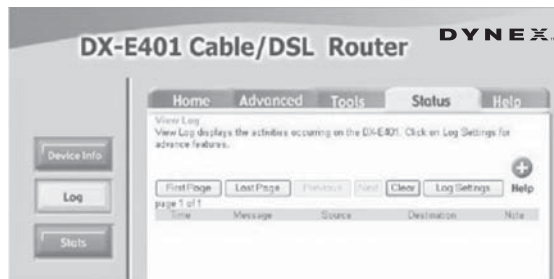 DX-E401 Cable/DSL Router
DYNEX
Home Advanced Tools Status Help
View Log
View Log displays the activities occuring on the DX-E401. Click on Log Settings for
advance features.
Device Info
Log
Stats
First Page Last Page Previous Next Clear Log Settings Help
page 1 of 1
Time Message Source Destination Note